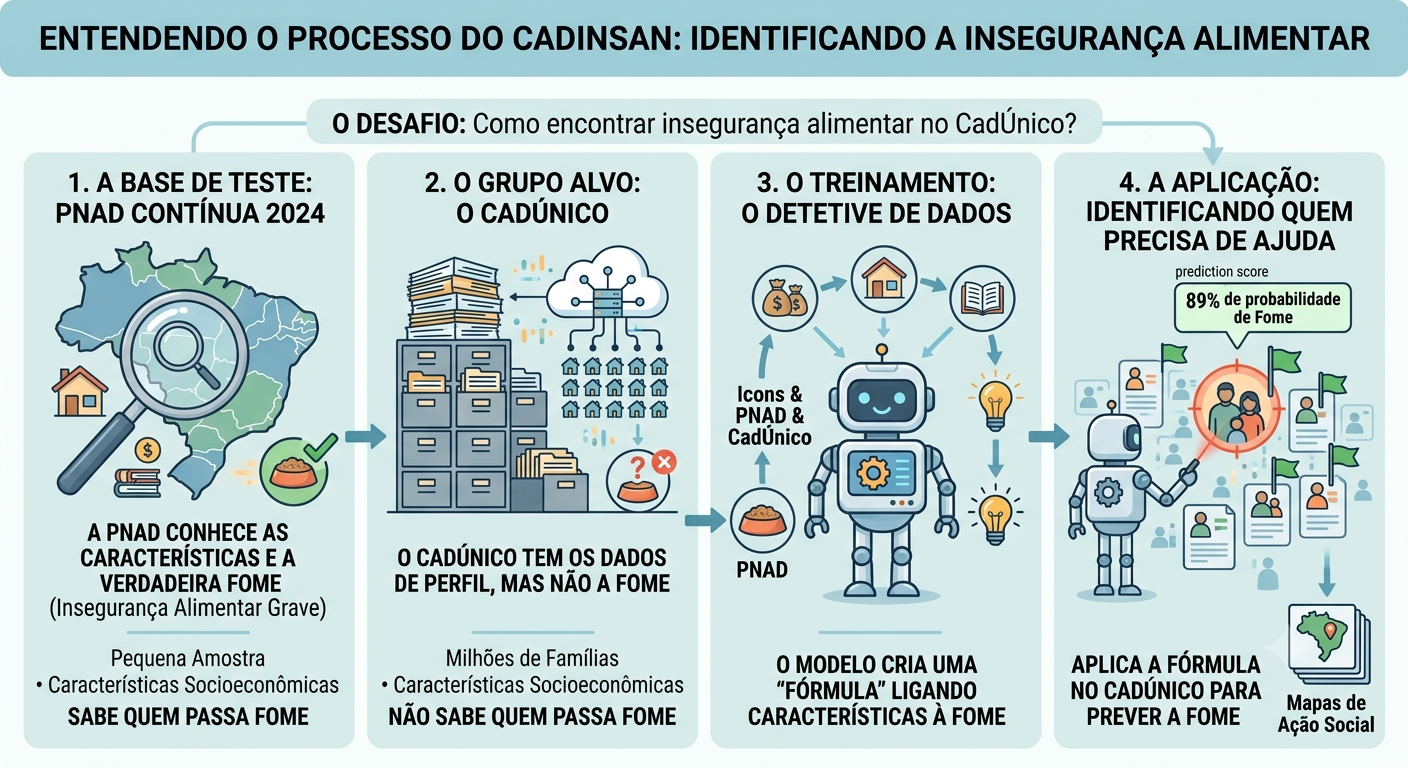 ENTENDENDO O PROCESSO DO CADINSAN: IDENTIFICANDO A INSEGURANÇA ALIMENTAR
O DESAFIO: Como encontrar insegurança alimentar no CadÚnico?
1. A BASE DE TESTE:
PNAD CONTÍNUA 2024
$
A PNAD CONHECE AS
CARACTERÍSTICAS E A
VERDADEIRA FOME
(Insegurança Alimentar Grave)
Pequena Amostra
• Características Socioeconômicas
SABE QUEM PASSA FOME
2. O GRUPO ALVO:
O CADÚNICO
?
O CADÚNICO TEM OS DADOS
DE PERFIL, MAS NÃO A FOME
Milhões de Famílias
• Características Socioeconômicas
NÃO SABE QUEM PASSA FOME
3. O TREINAMENTO:
O DETETIVE DE DADOS
$ $
Icons &
PNAD &
CadÚnico
PNAD
O MODELO CRIA UMA
“FÓRMULA” LIGANDO
CARACTERÍSTICAS À FOME
4. A APLICAÇÃO:
IDENTIFICANDO QUEM
PRECISA DE AJUDA
prediction score
89% de probabilidade
de Fome
APLICA A FÓRMULA
NO CADÚNICO PARA
PREVER A FOME
Mapas de
Ação Social